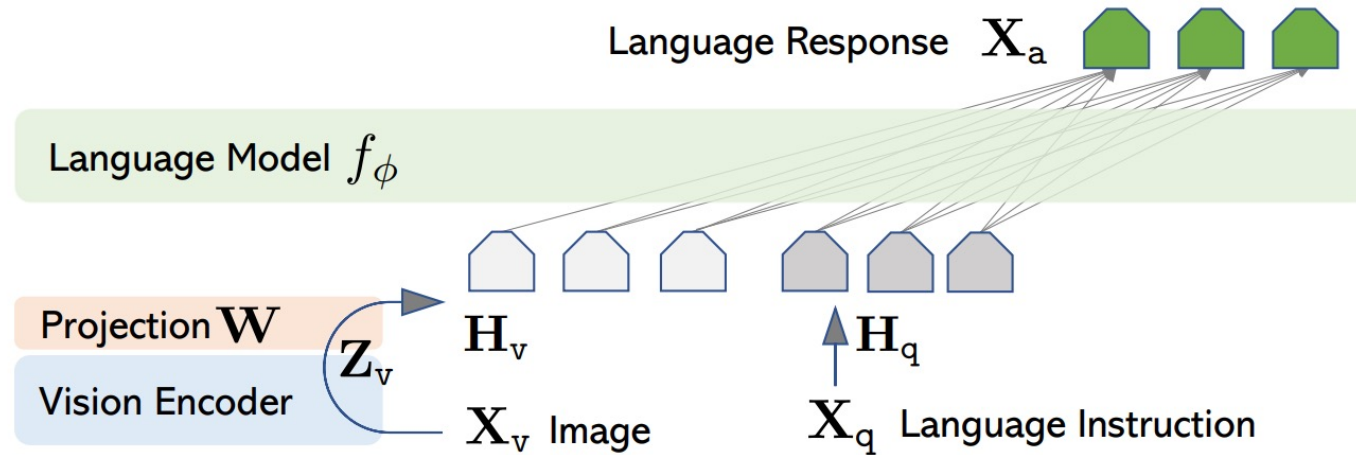 Language Response X_a
Language Model f_ϕ
Projection W
H_v
H_q
Z_v
Vision Encoder
X_v Image
X_q Language Instruction